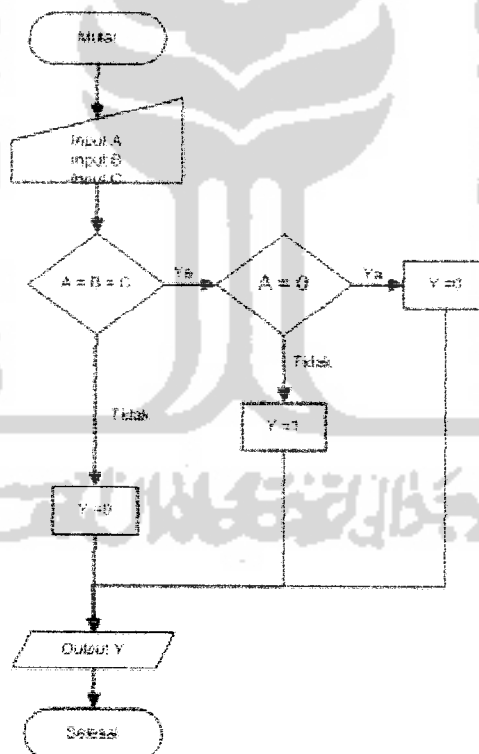 Mulai
Input A
Input B
Input C
A = B = C
Ya
A = 0
Ya
Y =0
Tidak
Y =1
Tidak
Y =0
Output Y
Selesai